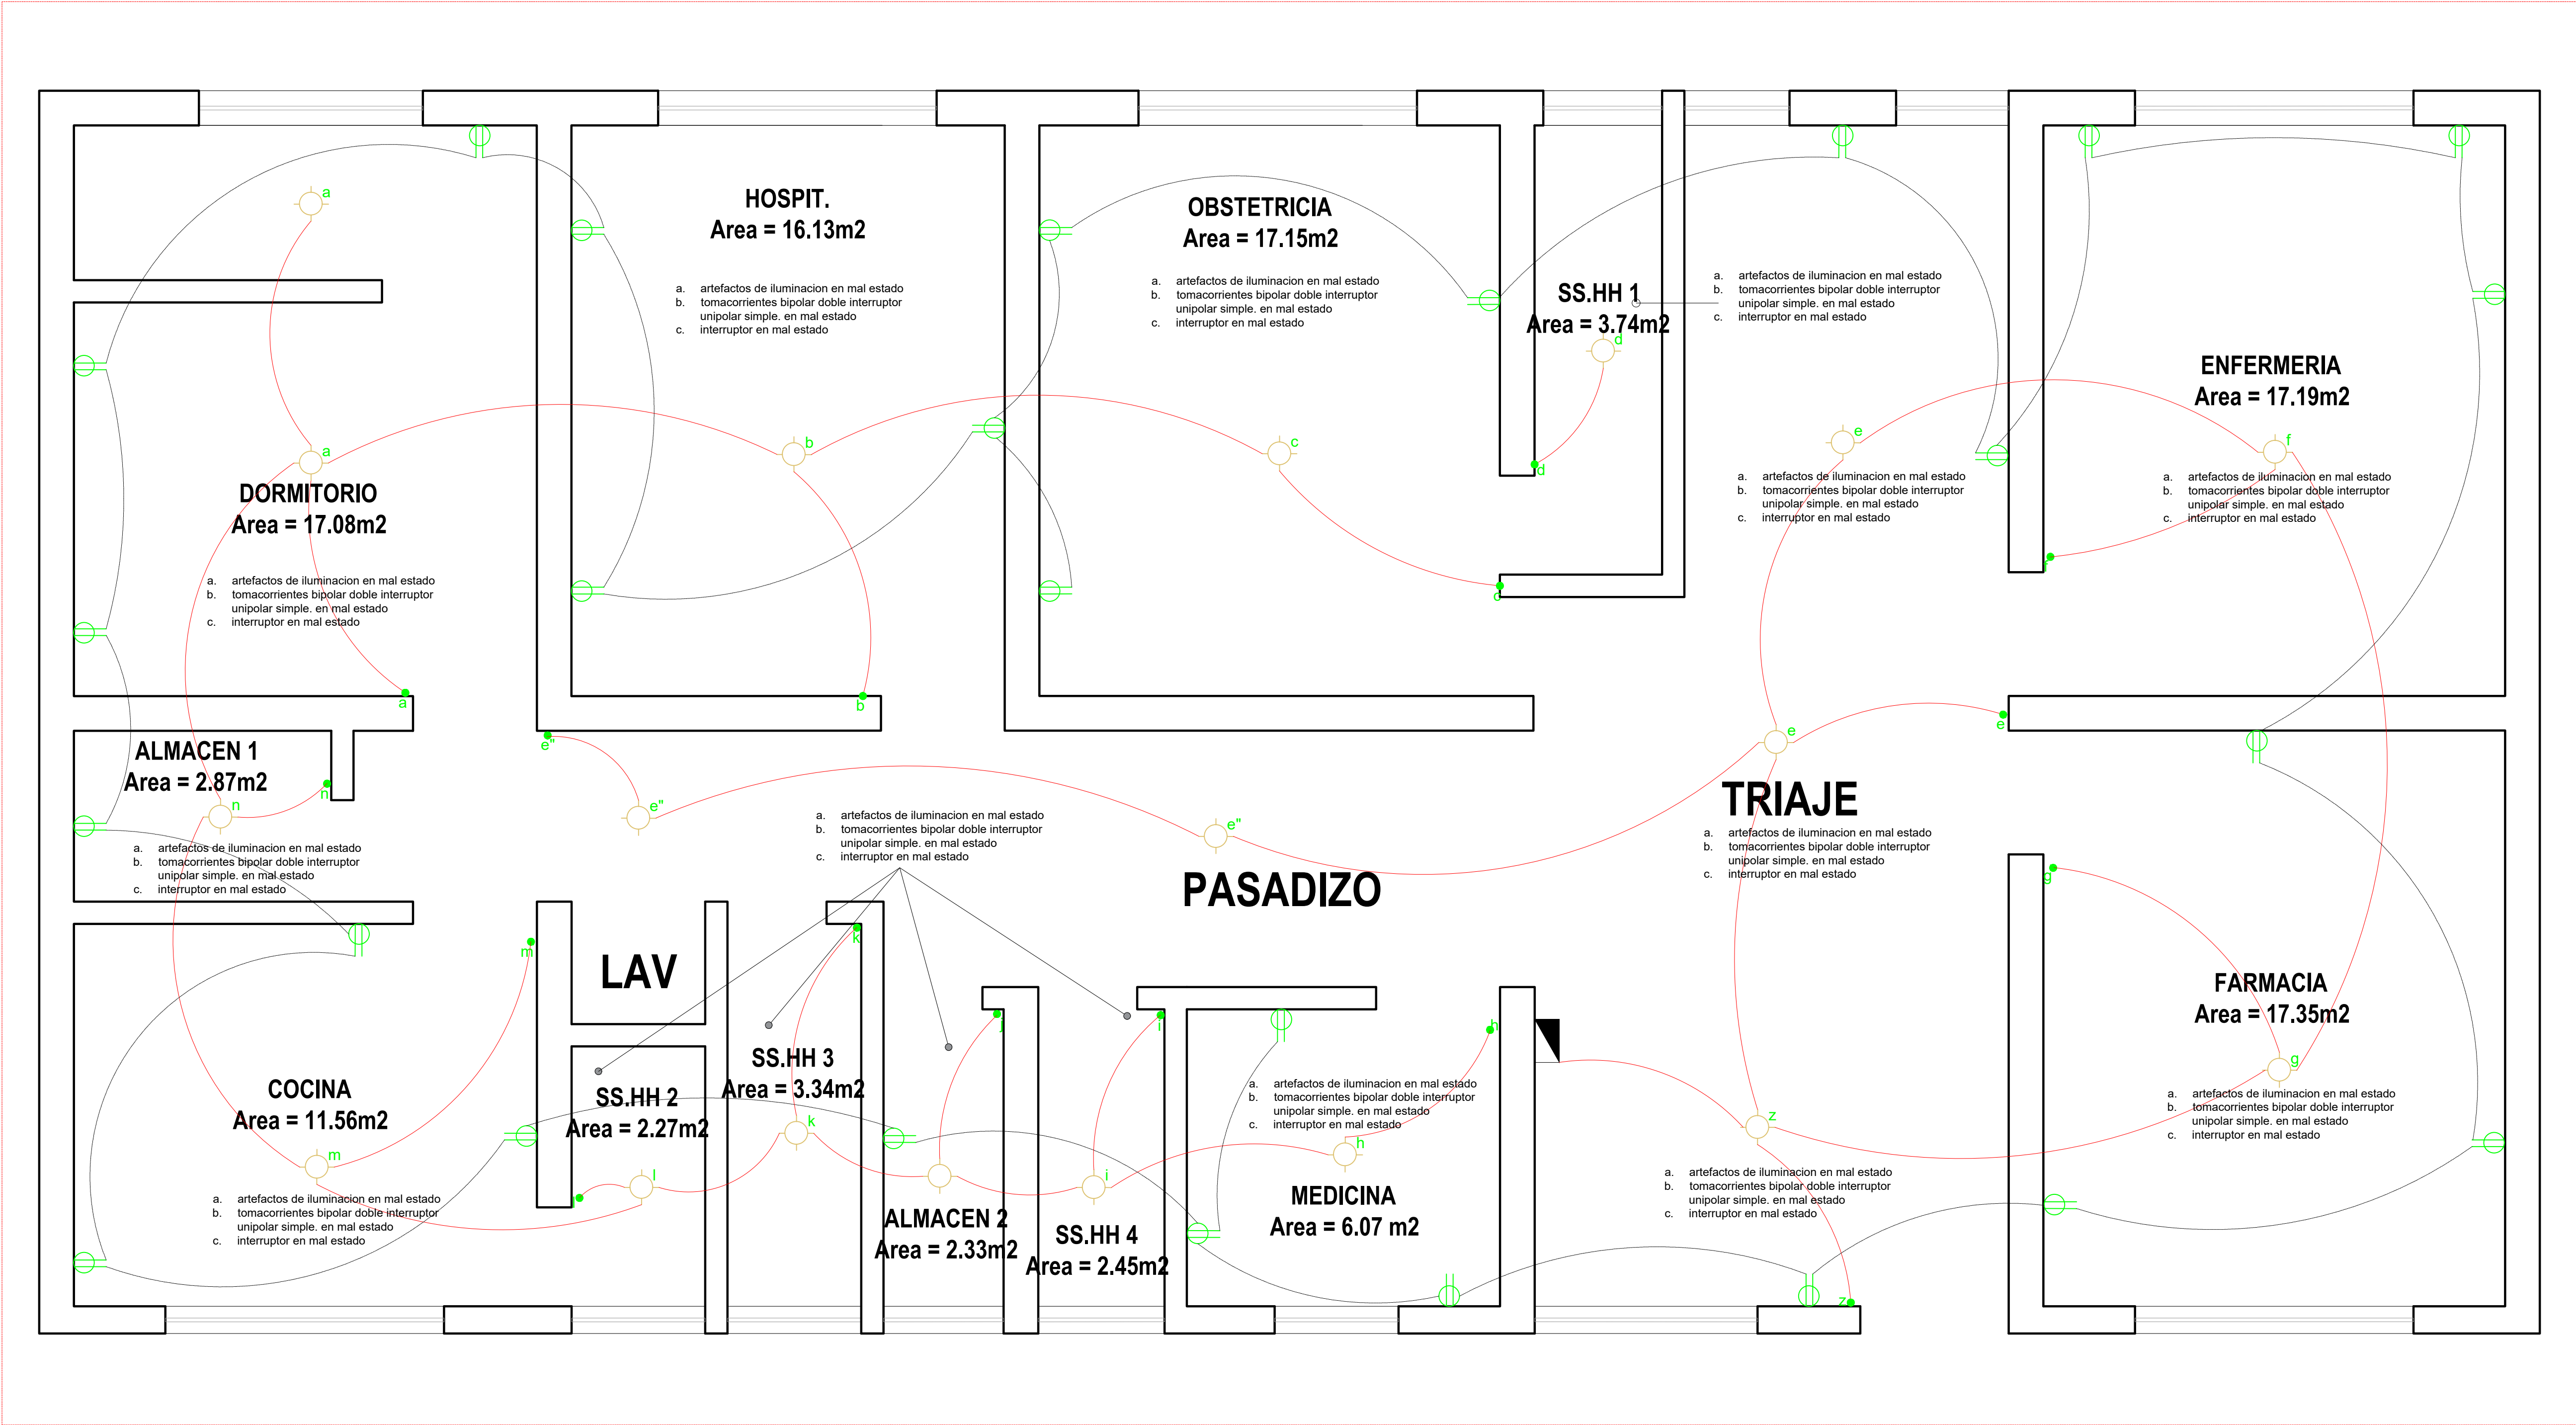 a
HOSPIT.
Area = 16.13m2
a. artefactos de iluminacion en mal estado
b. tomacorrientes bipolar doble interruptor
unipolar simple. en mal estado
c. interruptor en mal estado
b
b
OBSTETRICIA
Area = 17.15m2
a. artefactos de iluminacion en mal estado
b. tomacorrientes bipolar doble interruptor
unipolar simple. en mal estado
c. interruptor en mal estado
c
c
SS.HH 1
Area = 3.74m2
d
d
a. artefactos de iluminacion en mal estado
b. tomacorrientes bipolar doble interruptor
unipolar simple. en mal estado
c. interruptor en mal estado
e
a. artefactos de iluminacion en mal estado
b. tomacorrientes bipolar doble interruptor
unipolar simple. en mal estado
c. interruptor en mal estado
ENFERMERIA
Area = 17.19m2
f
a. artefactos de iluminacion en mal estado
b. tomacorrientes bipolar doble interruptor
unipolar simple. en mal estado
c. interruptor en mal estado
f
a
DORMITORIO
Area = 17.08m2
a. artefactos de iluminacion en mal estado
b. tomacorrientes bipolar doble interruptor
unipolar simple. en mal estado
c. interruptor en mal estado
a
ALMACEN 1
Area = 2.87m2
n
n
a. artefactos de iluminacion en mal estado
b. tomacorrientes bipolar doble interruptor
unipolar simple. en mal estado
c. interruptor en mal estado
e"
e"
a. artefactos de iluminacion en mal estado
b. tomacorrientes bipolar doble interruptor
unipolar simple. en mal estado
c. interruptor en mal estado
e"
PASADIZO
e
e
TRIAJE
a. artefactos de iluminacion en mal estado
b. tomacorrientes bipolar doble interruptor
unipolar simple. en mal estado
c. interruptor en mal estado
g
FARMACIA
Area = 17.35m2
g
a. artefactos de iluminacion en mal estado
b. tomacorrientes bipolar doble interruptor
unipolar simple. en mal estado
c. interruptor en mal estado
m
COCINA
Area = 11.56m2
m
a. artefactos de iluminacion en mal estado
b. tomacorrientes bipolar doble interruptor
unipolar simple. en mal estado
c. interruptor en mal estado
LAV
SS.HH 2
Area = 2.27m2
l
l
k
SS.HH 3
Area = 3.34m2
k
j
ALMACEN 2
Area = 2.33m2
i
i
SS.HH 4
Area = 2.45m2
h
a. artefactos de iluminacion en mal estado
b. tomacorrientes bipolar doble interruptor
unipolar simple. en mal estado
c. interruptor en mal estado
h
MEDICINA
Area = 6.07 m2
z
a. artefactos de iluminacion en mal estado
b. tomacorrientes bipolar doble interruptor
unipolar simple. en mal estado
c. interruptor en mal estado
z